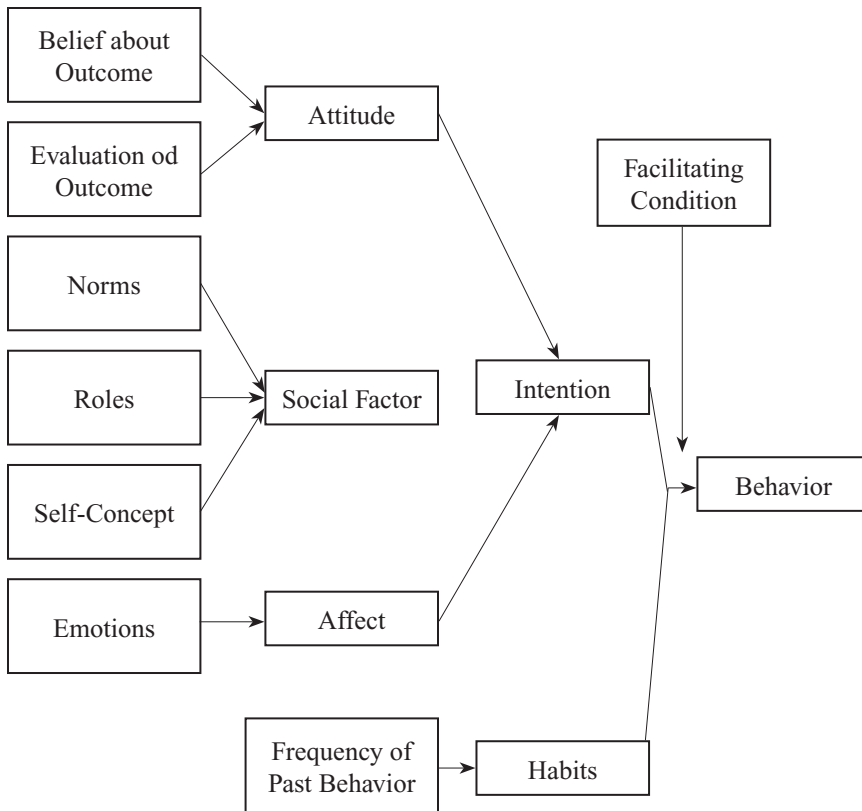 Belief about
Outcome
Attitude
Evaluation od
Outcome
Facilitating
Condition
Norms
Roles
Social Factor
Intention
Self-Concept
Behavior
Emotions
Affect
Frequency of
Past Behavior
Habits